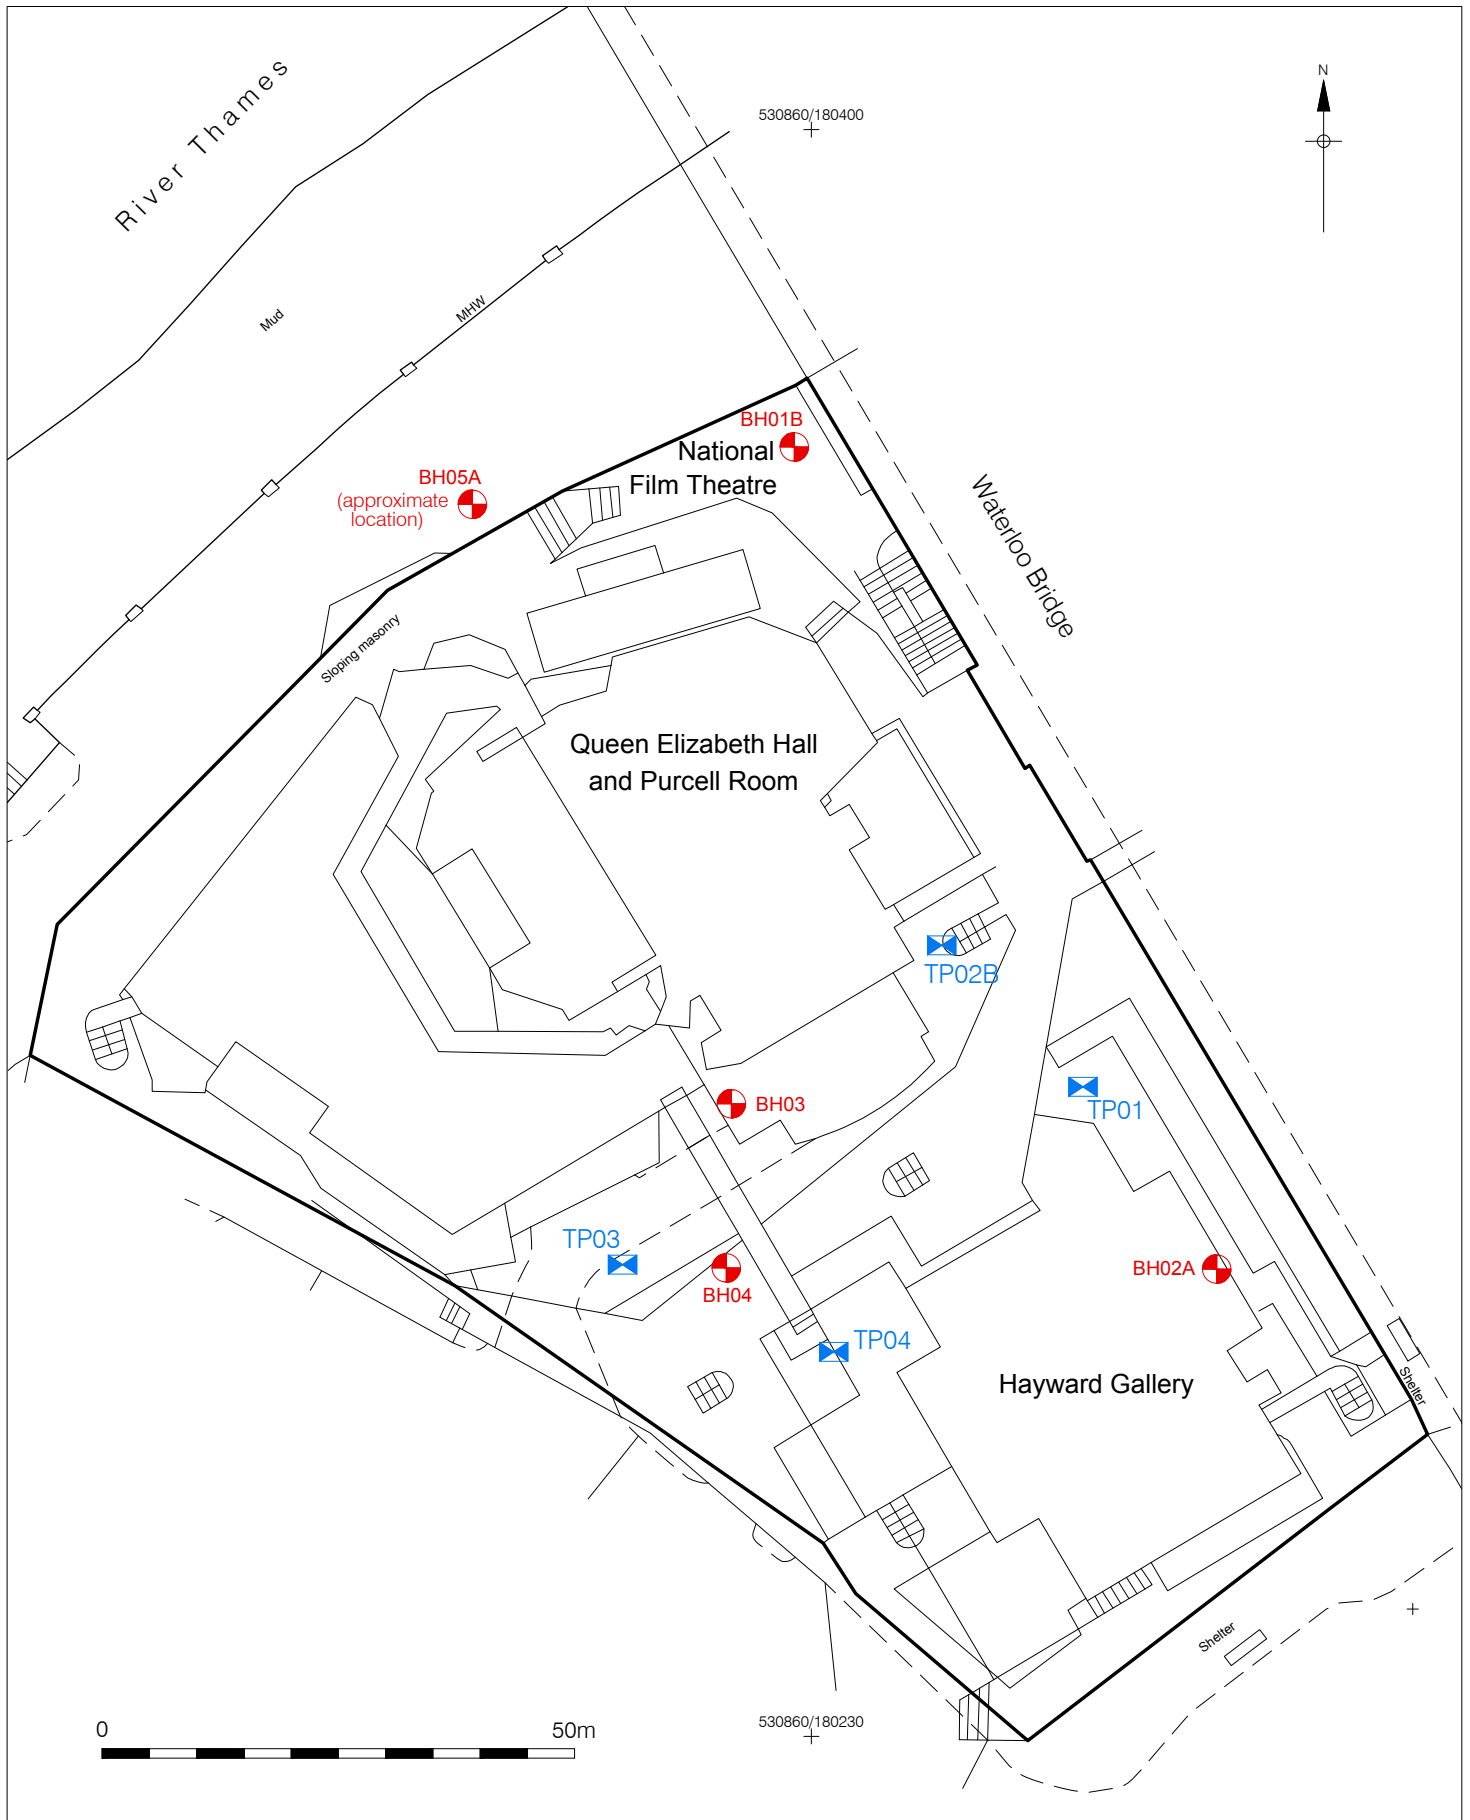 River Thames
N
530860/180400
Mud
MHW
BH01B
National
Film Theatre
BH05A
(approximate
location)
Waterloo Bridge
Sloping masonry
Queen Elizabeth Hall
and Purcell Room
TP02B
TP01
BH03
TP03
BH04
BH02A
TP04
Hayward Gallery
Shelter
Shelter
0
50m
530860/180230